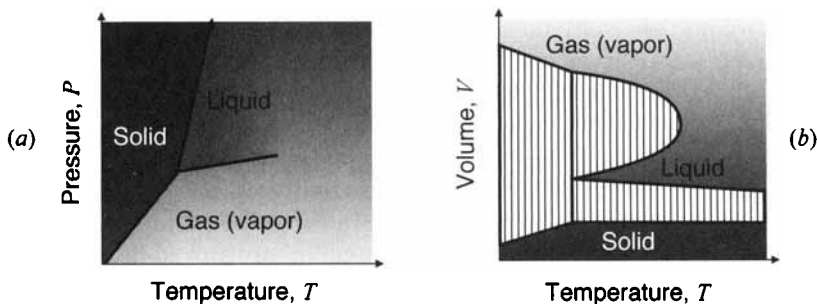 (a)
Pressure, P
Solid
Liquid
Gas (vapor)
Temperature, T
Volume, V
Gas (vapor)
Liquid
Solid
Temperature, T
(b)